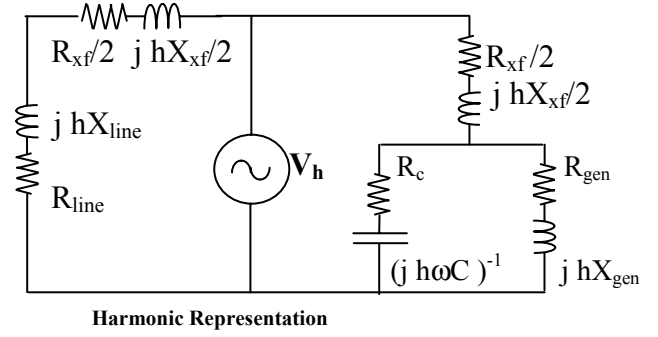 R_xf/2 j hX_xf/2
R_xf/2
j hX_xf/2
j hX_line
R_line
V_h
R_c
R_gen
(j hωC )^-1
j hX_gen
Harmonic Representation